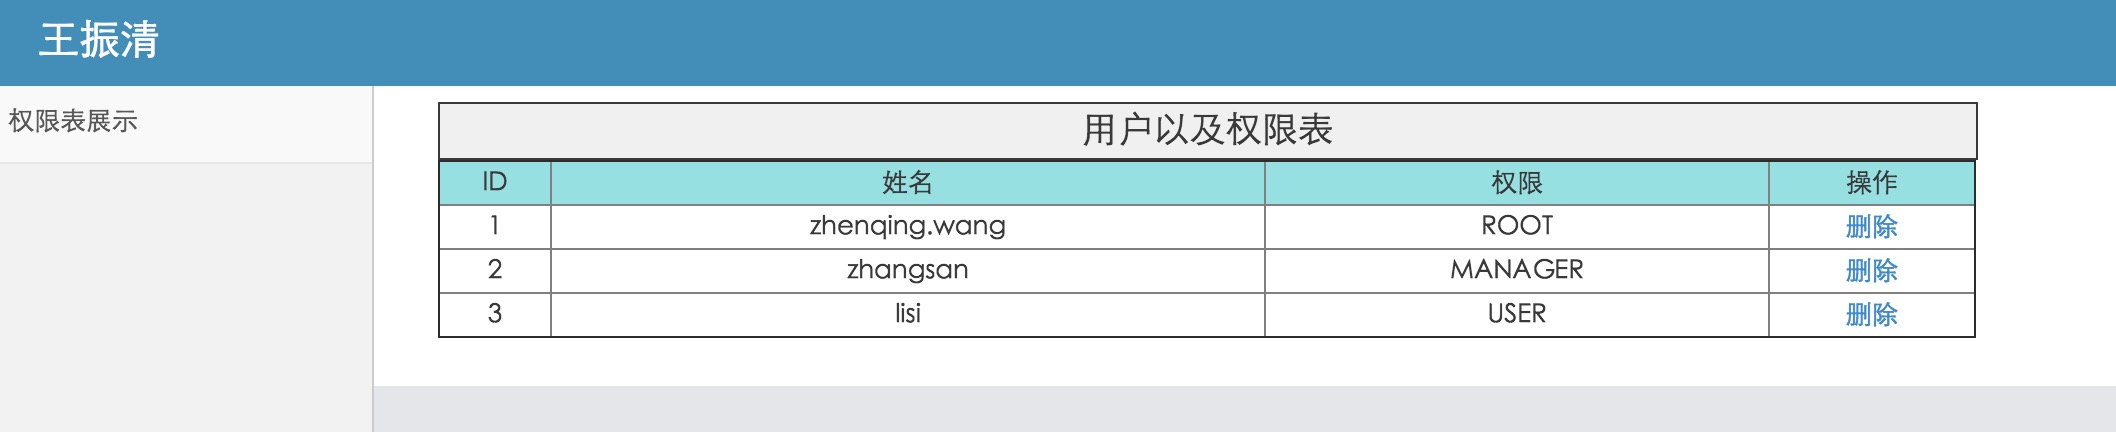 王振清
权限表展示
用户以及权限表
ID 姓名 权限 操作
1 zhenqing.wang ROOT 删除
2 zhangsan MANAGER 删除
3 lisi USER 删除